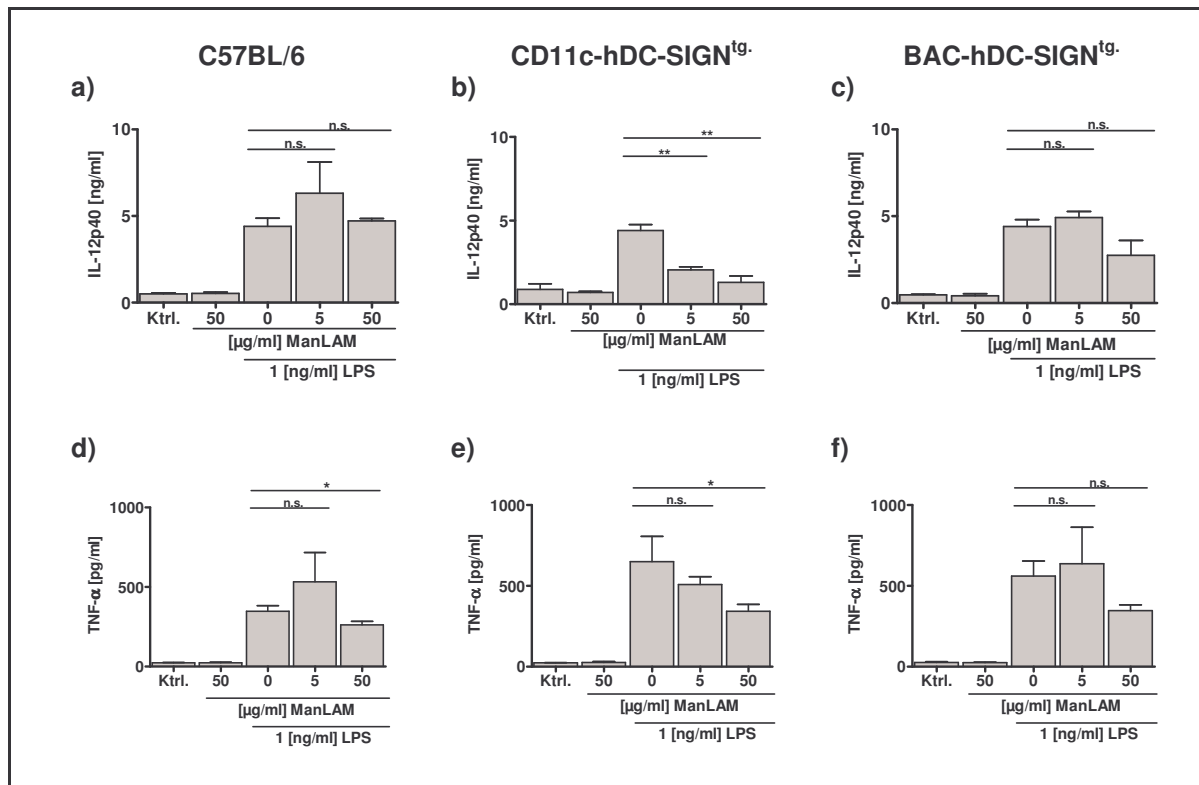 C57BL/6 CD11c-hDC-SIGNtg. BAC-hDC-SIGNtg.
a)
n.s.
n.s.
10
5
0
IL-12p40 [ng/ml]
Ktrl. 50 0 5 50
[µg/ml] ManLAM
1 [ng/ml] LPS
b)
**
**
10
5
0
IL-12p40 [ng/ml]
Ktrl. 50 0 5 50
[µg/ml] ManLAM
1 [ng/ml] LPS
c)
n.s.
n.s.
10
5
0
IL-12p40 [ng/ml]
Ktrl. 50 0 5 50
[µg/ml] ManLAM
1 [ng/ml] LPS
d)
*
n.s.
1000
500
0
TNF-α [pg/ml]
Ktrl. 50 0 5 50
[µg/ml] ManLAM
1 [ng/ml] LPS
e)
*
n.s.
1000
500
0
TNF-α [pg/ml]
Ktrl. 50 0 5 50
[µg/ml] ManLAM
1 [ng/ml] LPS
f)
n.s.
n.s.
1000
500
0
TNF-α [pg/ml]
Ktrl. 50 0 5 50
[µg/ml] ManLAM
1 [ng/ml] LPS